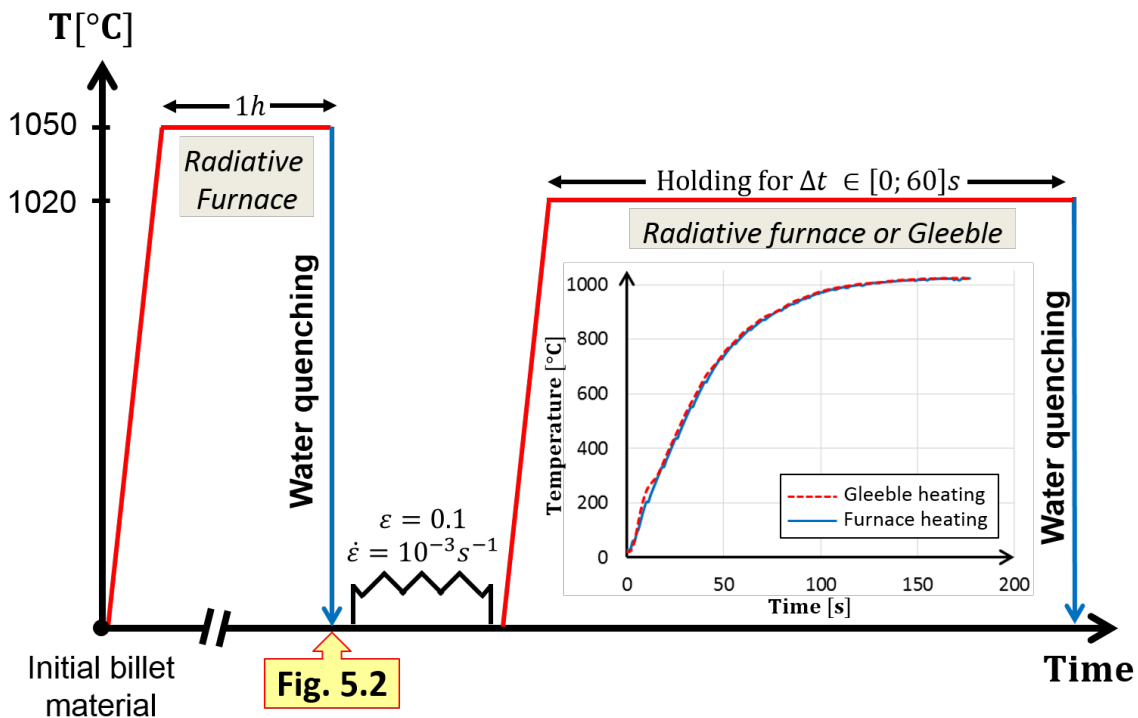 T[°C]
1050
1020
1h
Radiative
Furnace
Water quenching
Holding for Δt ∈ [0; 60]s
Radiative furnace or Gleeble
Temperature [°C]
1000
800
600
400
200
0
0
50
100
150
200
Time [s]
Gleeble heating
Furnace heating
Water quenching
ε = 0.1
ε̇ = 10⁻³s⁻¹
Initial billet
material
Fig. 5.2
Time